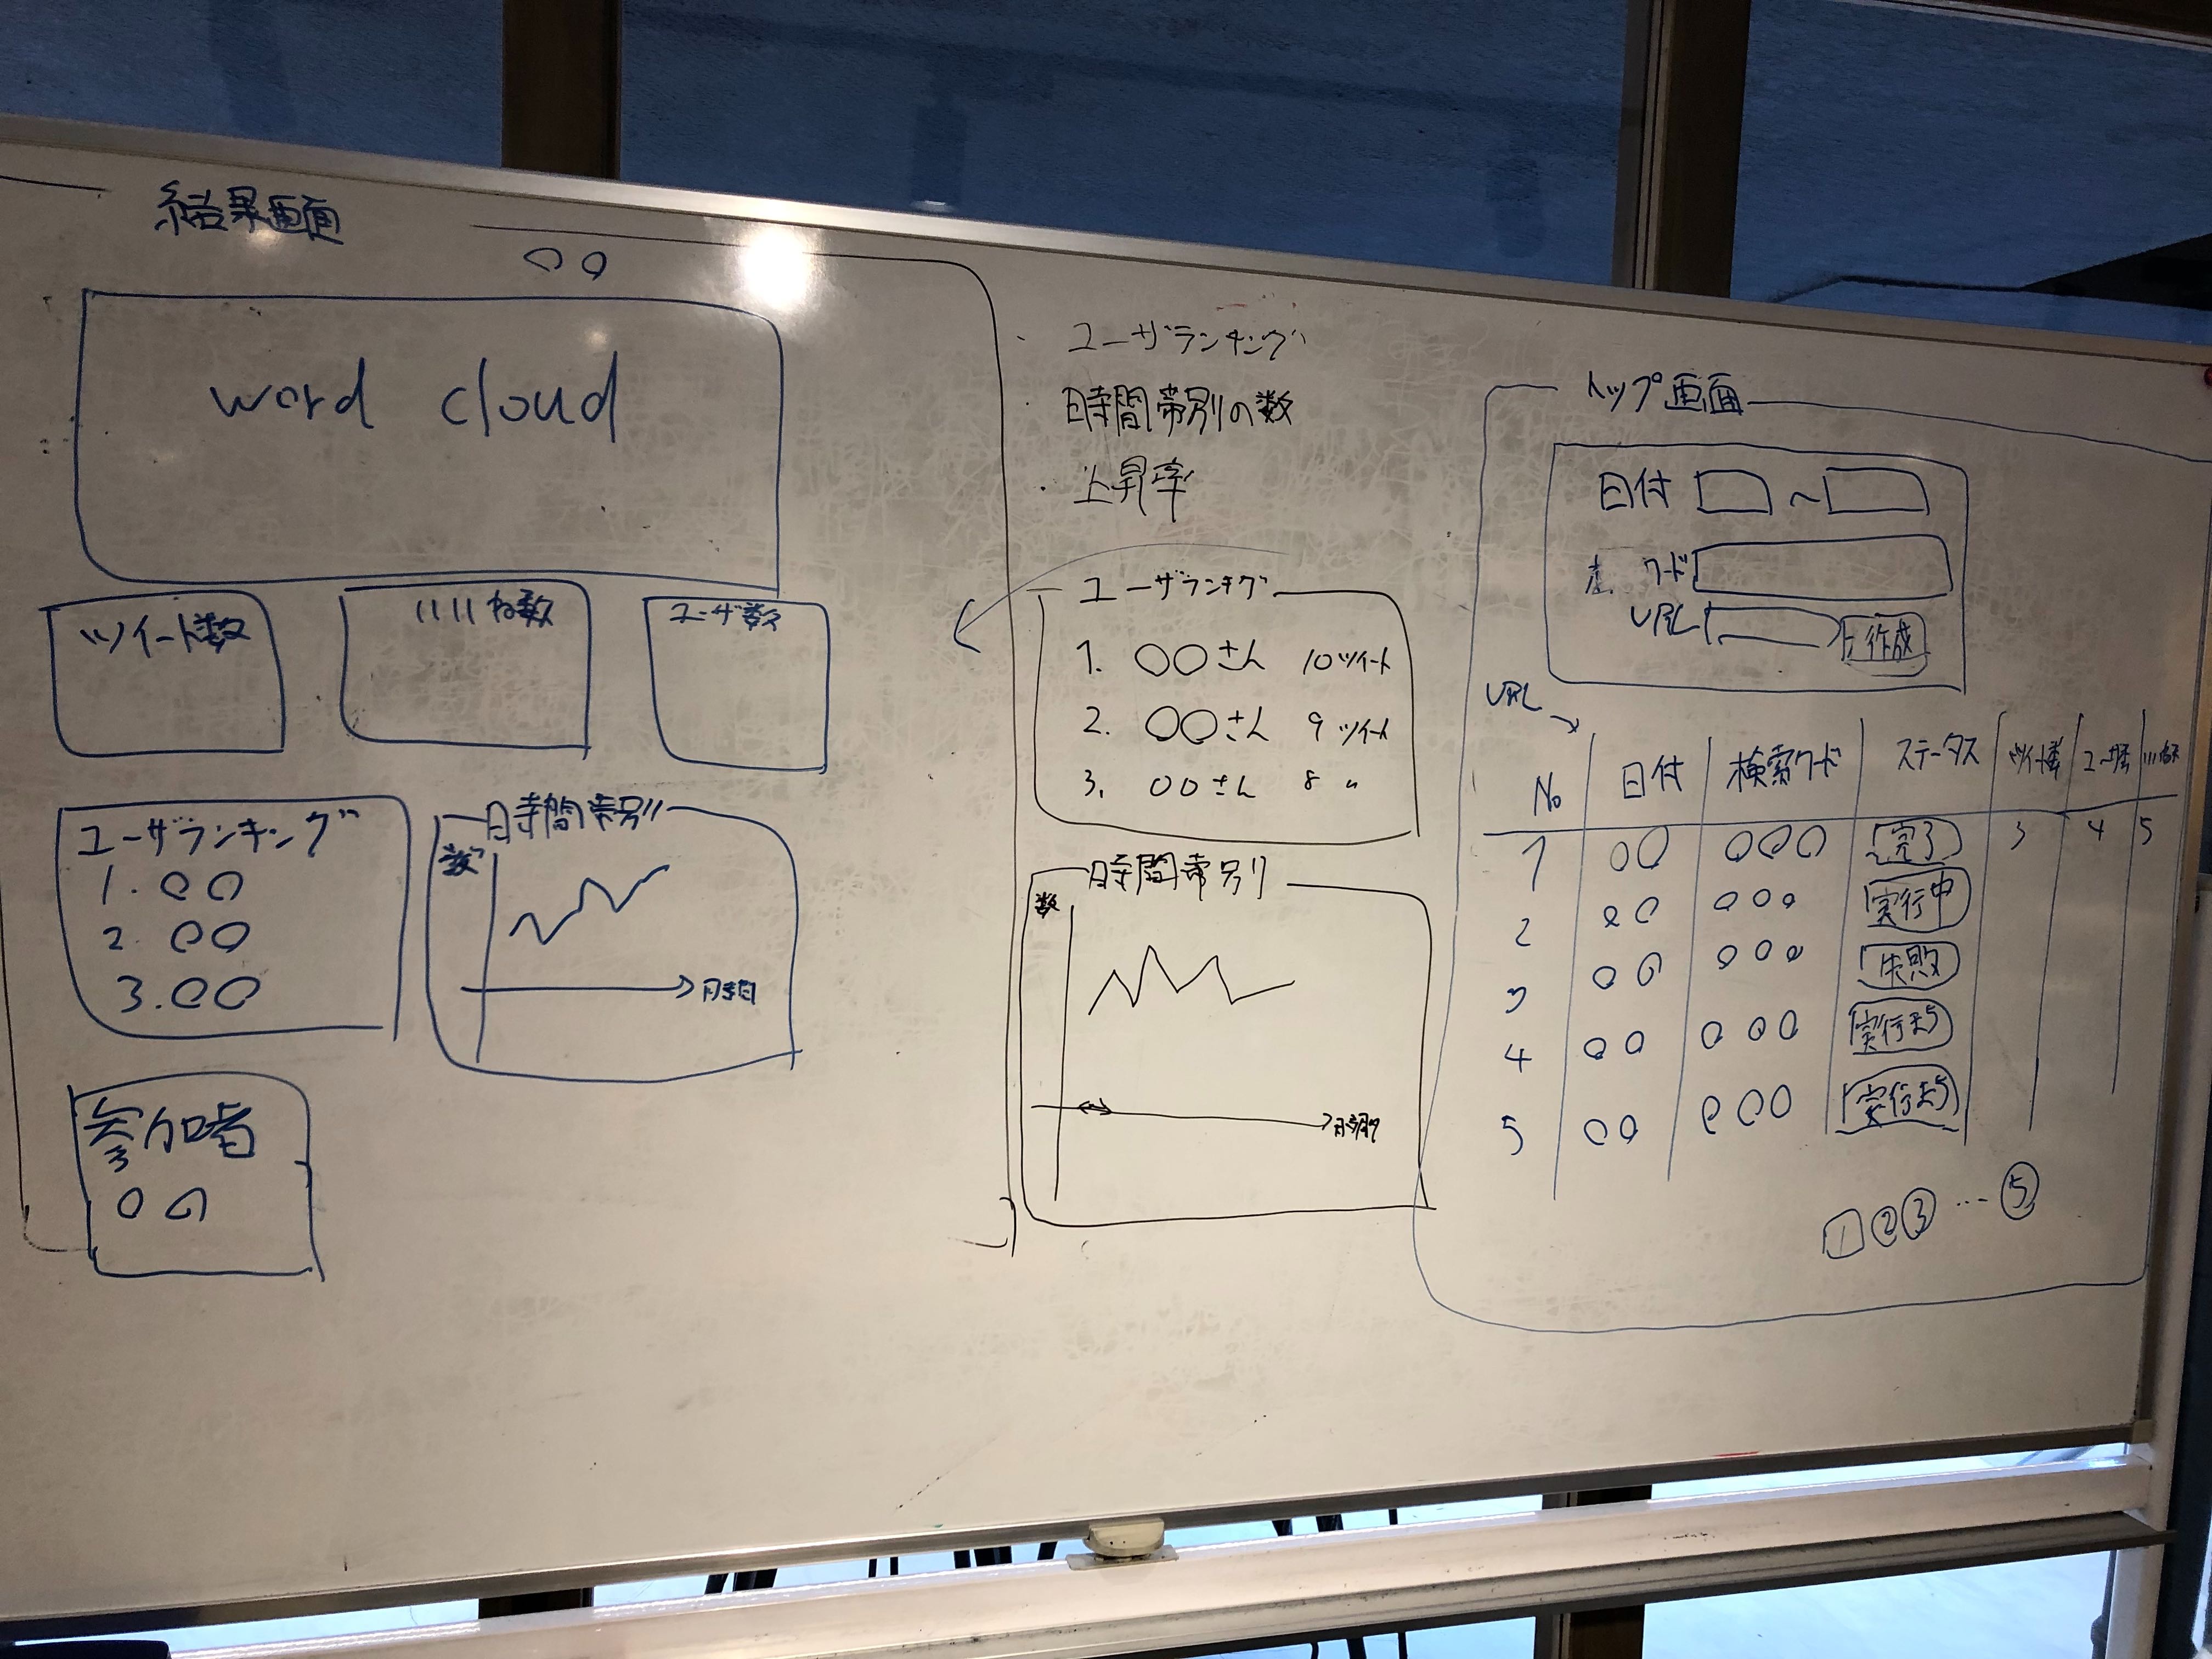 結果画面
○○
word cloud
ツイート数
いいね数
ユーザ数
ユーザランキング
1. ○○
2. ○○
3. ○○
時間帯別
数
時間
参加者
○○
・ユーザランキング
・時間帯別の数
・上昇率
ユーザランキング
1. ○○さん 10ツイート
2. ○○さん 9ツイート
3. ○○さん 8 〃
時間帯別
数
時間
トップ画面
日付 ～
ワード
URL 作成
URL
No 日付 検索ワード ステータス ツイート数 ユーザ数 いいね数
1 ○○ ○○○ 完了 3 4 5
2 ○○ ○○○ 実行中
3 ○○ ○○○ 失敗
4 ○○ ○○○ 実行待ち
5 ○○ ○○○ 実行待ち
1 2 3 … 5